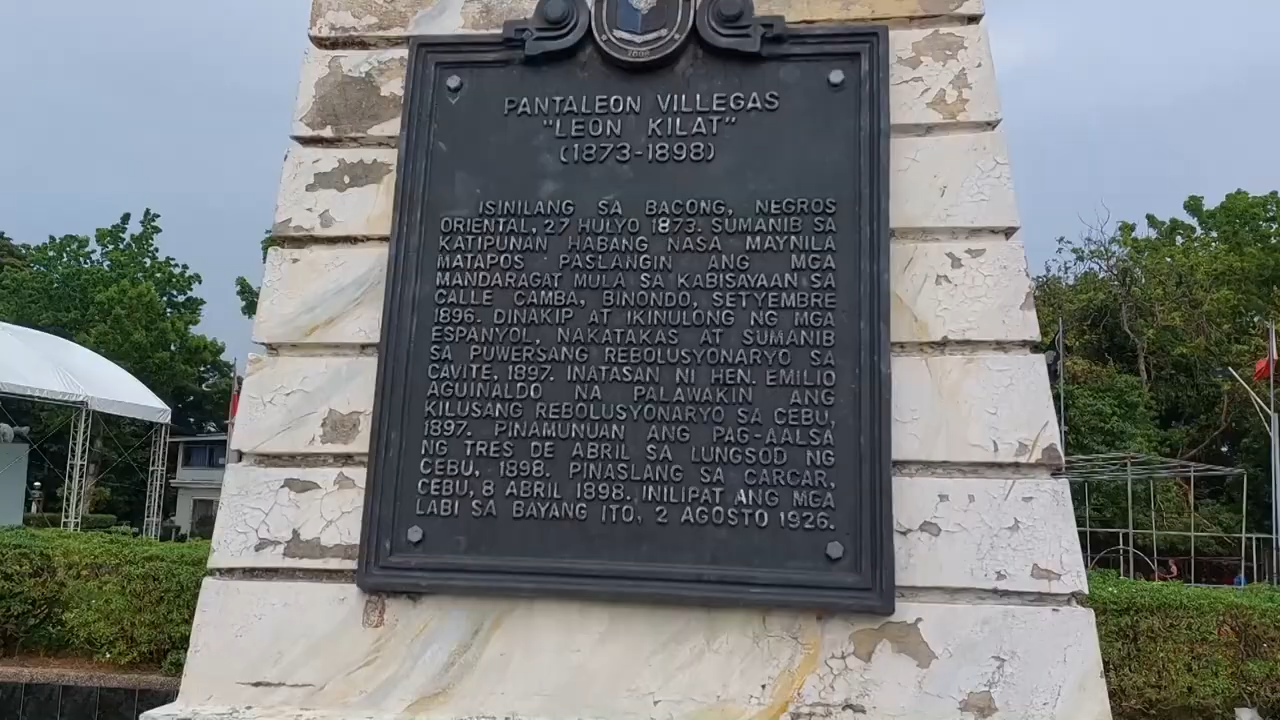 PANTALEON VILLEGAS
"LEON KILAT"
(1873-1898)
ISINILANG SA BACONG, NEGROS
ORIENTAL, 27 HULYO 1873. SUMANIB SA
KATIPUNAN HABANG NASA MAYNILA
MATAPOS PASLANGIN ANG MGA
MANDARAGAT MULA SA KABISAYAAN SA
CALLE CAMBA, BINONDO, SETYEMBRE
1896. DINAKIP AT IKINULONG NG MGA
ESPANYOL, NAKATAKAS AT SUMANIB
SA PUWERSANG REBOLUSYONARYO SA
CAVITE, 1897. INATASAN NI HEN. EMILIO
AGUINALDO NA PALAWAKIN ANG
KILUSANG REBOLUSYONARYO SA CEBU,
1897. PINAMUNUAN ANG PAG-AALSA
NG TRES DE ABRIL SA LUNGSOD NG
CEBU, 1898. PINASLANG SA CARCAR,
CEBU, 8 ABRIL 1898. INILIPAT ANG MGA
LABI SA BAYANG ITO, 2 AGOSTO 1926.